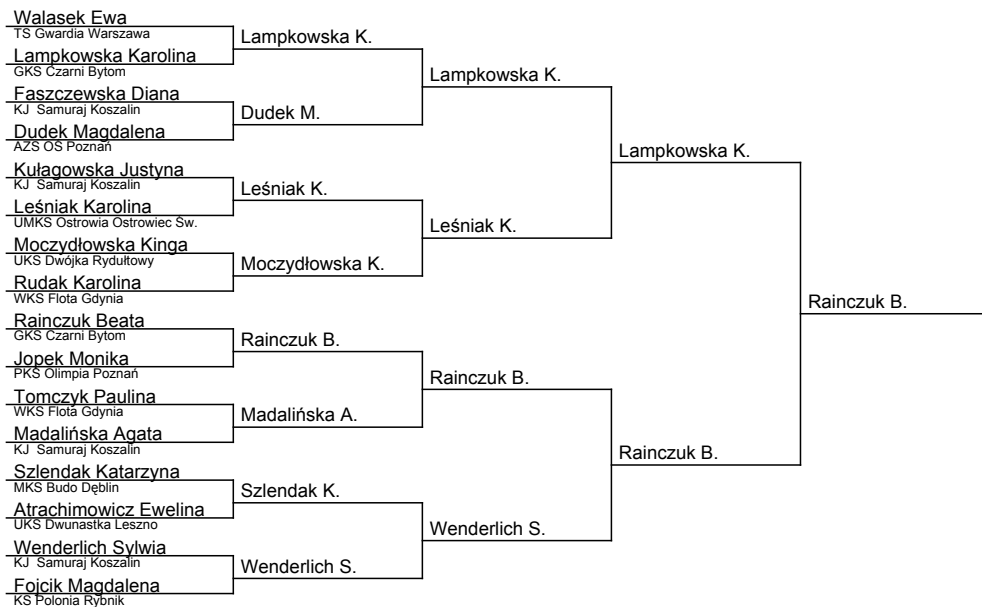 Walasek Ewa
TS Gwardia Warszawa
Lampkowska Karolina
GKS Czarni Bytom
Faszczewska Diana
KJ  Samuraj Koszalin
Dudek Magdalena
AZS OŚ Poznań
Kułagowska Justyna
KJ  Samuraj Koszalin
Leśniak Karolina
UMKS Ostrowia Ostrowiec Św.
Moczydłowska Kinga
UKS Dwójka Rydułtowy
Rudak Karolina
WKS Flota Gdynia
Rainczuk Beata
GKS Czarni Bytom
Jopek Monika
PKS Olimpia Poznań
Tomczyk Paulina
WKS Flota Gdynia
Madalińska Agata
KJ  Samuraj Koszalin
Szlendak Katarzyna
MKS Budo Dęblin
Atrachimowicz Ewelina
UKS Dwunastka Leszno
Wenderlich Sylwia
KJ  Samuraj Koszalin
Fojcik Magdalena
KS Polonia Rybnik
Lampkowska K.
Dudek M.
Leśniak K.
Moczydłowska K.
Rainczuk B.
Madalińska A.
Szlendak K.
Wenderlich S.
Lampkowska K.
Leśniak K.
Rainczuk B.
Wenderlich S.
Lampkowska K.
Rainczuk B.
Rainczuk B.